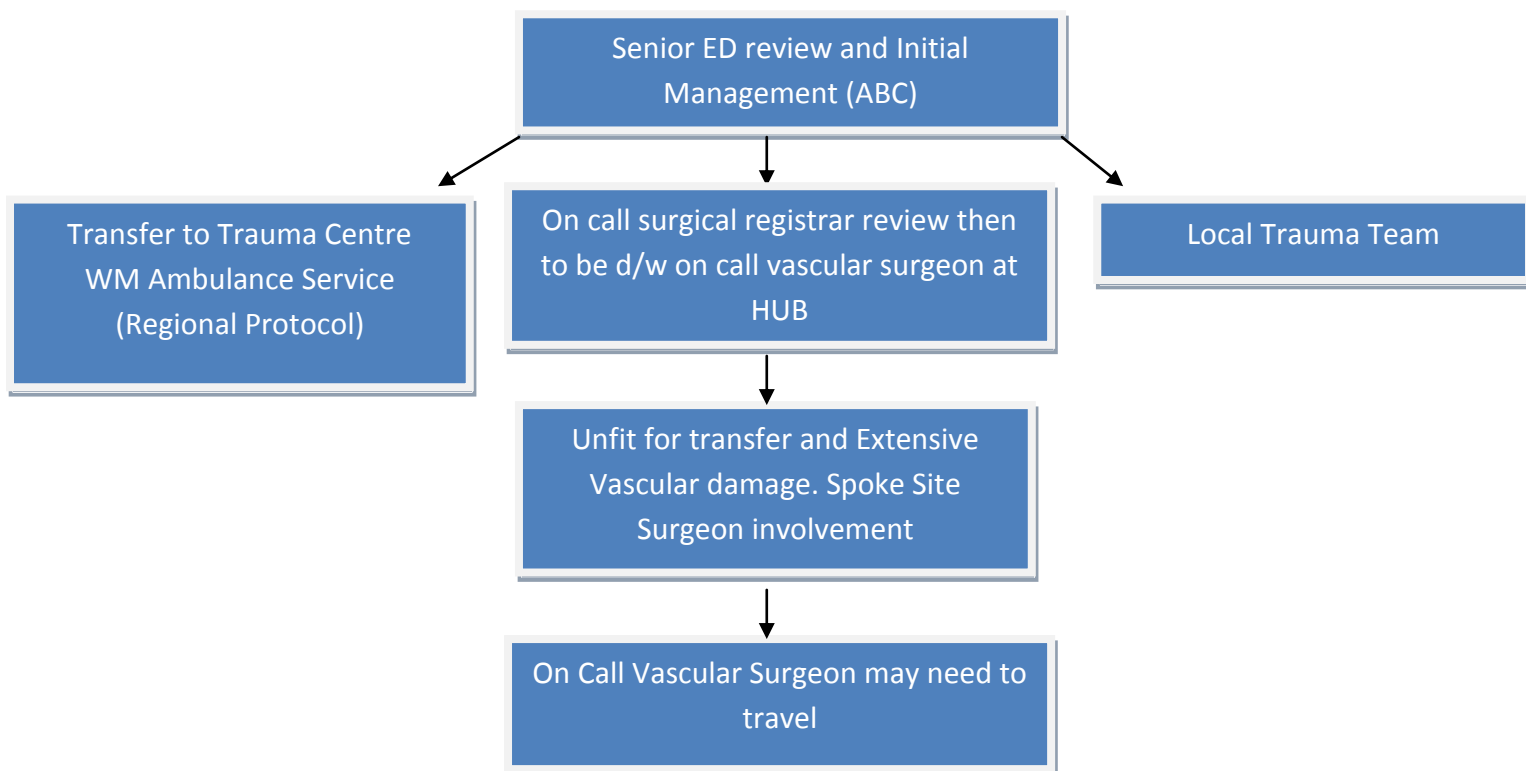 Senior ED review and Initial
Management (ABC)
Transfer to Trauma Centre
WM Ambulance Service
(Regional Protocol)
On call surgical registrar review then
to be d/w on call vascular surgeon at
HUB
Local Trauma Team
Unfit for transfer and Extensive
Vascular damage. Spoke Site
Surgeon involvement
On Call Vascular Surgeon may need to
travel